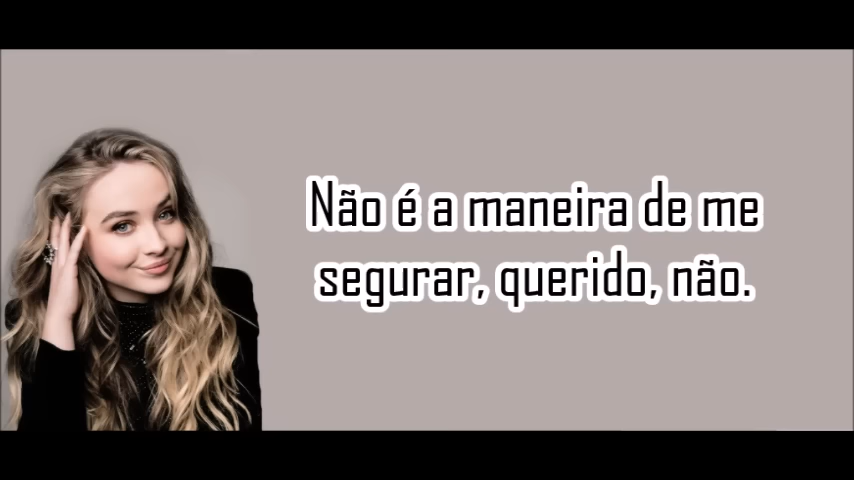 Não é a maneira de me
segurar, querido, não.